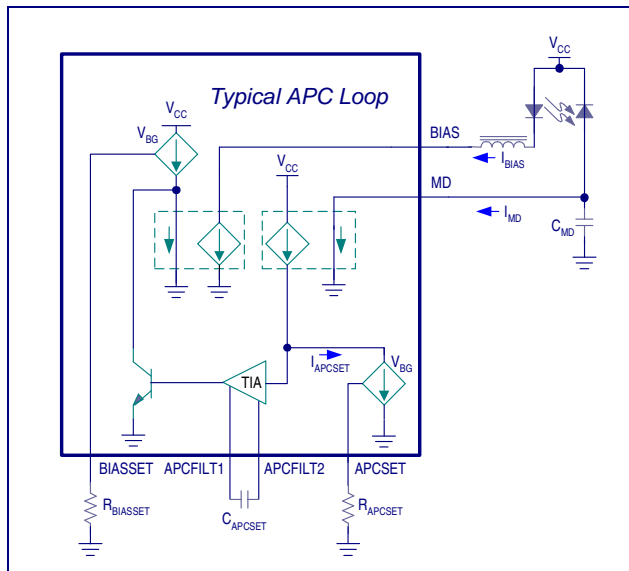 V_CC
Typical APC Loop
V_CC
V_BG
BIAS
V_CC
I_BIAS
MD
I_MD
C_MD
I_APCSET
V_BG
TIA
BIASSET APCFILT1 APCFILT2 APCSET
R_BIASSET
C_APCSET
R_APCSET